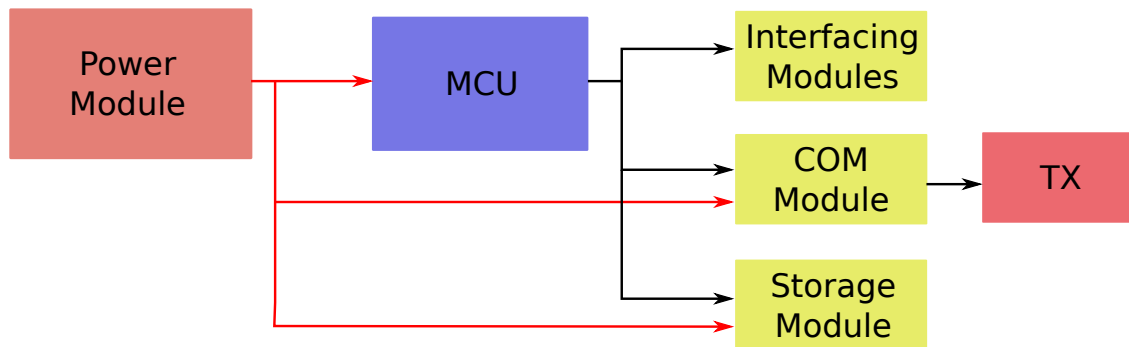 Power
Module
MCU
Interfacing
Modules
COM
Module
TX
Storage
Module